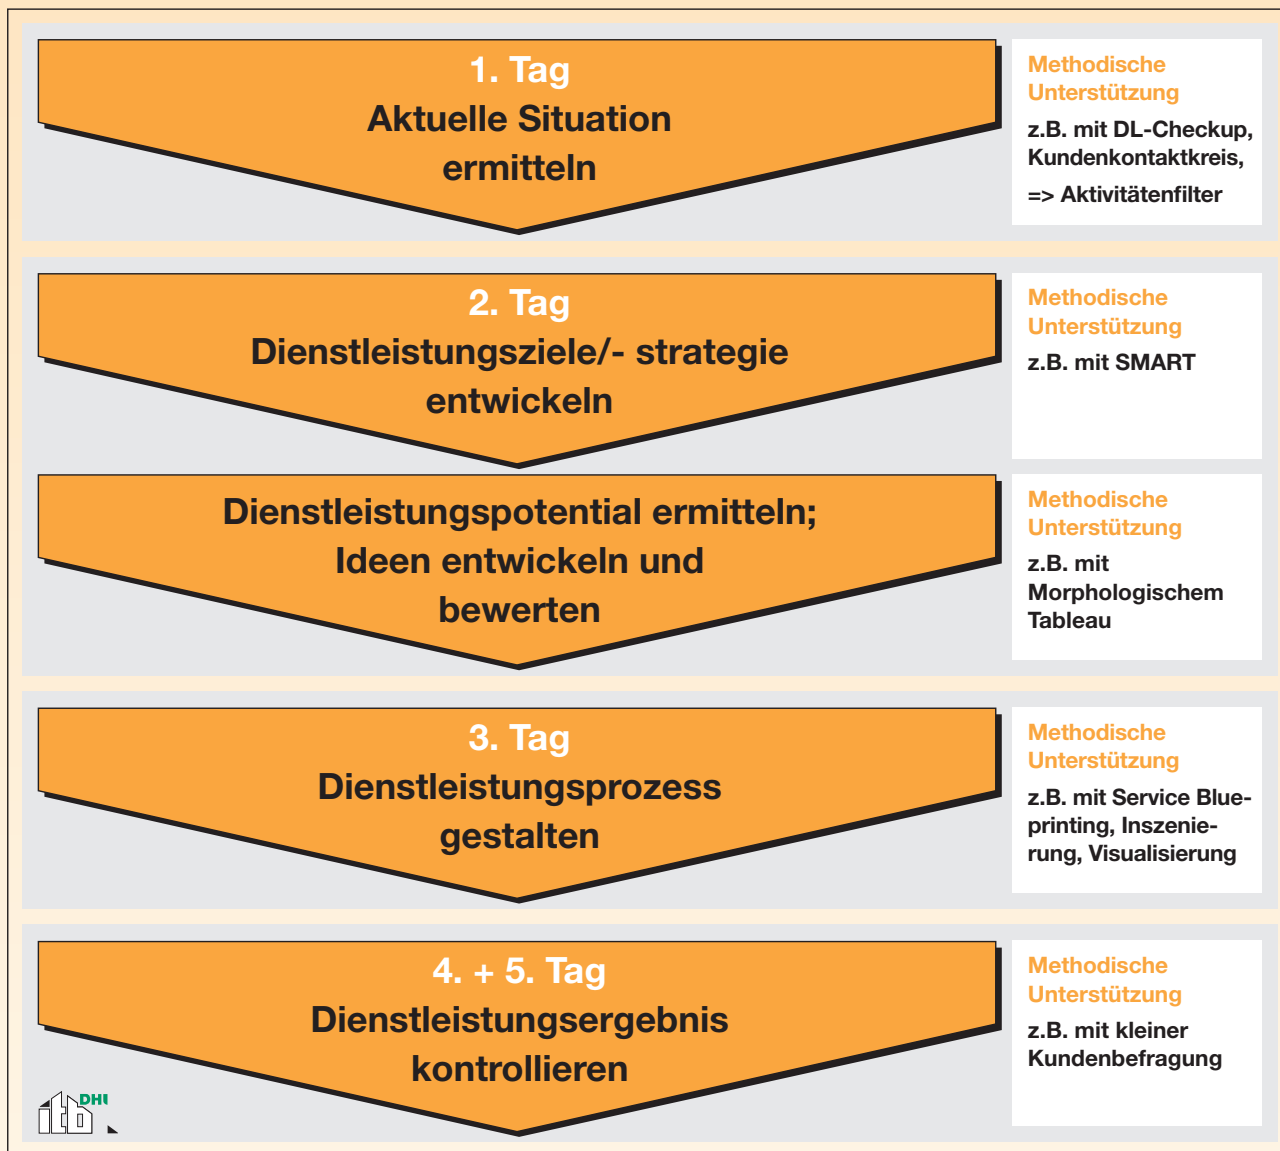 1. Tag
Aktuelle Situation
ermitteln
Methodische
Unterstützung
z.B. mit DL-Checkup,
Kundenkontaktkreis,
=> Aktivitätenfilter
2. Tag
Dienstleistungsziele/- strategie
entwickeln
Methodische
Unterstützung
z.B. mit SMART
Dienstleistungspotential ermitteln;
Ideen entwickeln und
bewerten
Methodische
Unterstützung
z.B. mit
Morphologischem
Tableau
3. Tag
Dienstleistungsprozess
gestalten
Methodische
Unterstützung
z.B. mit Service Blue-
printing, Inszenie-
rung, Visualisierung
4. + 5. Tag
Dienstleistungsergebnis
kontrollieren
Methodische
Unterstützung
z.B. mit kleiner
Kundenbefragung
itb DHI